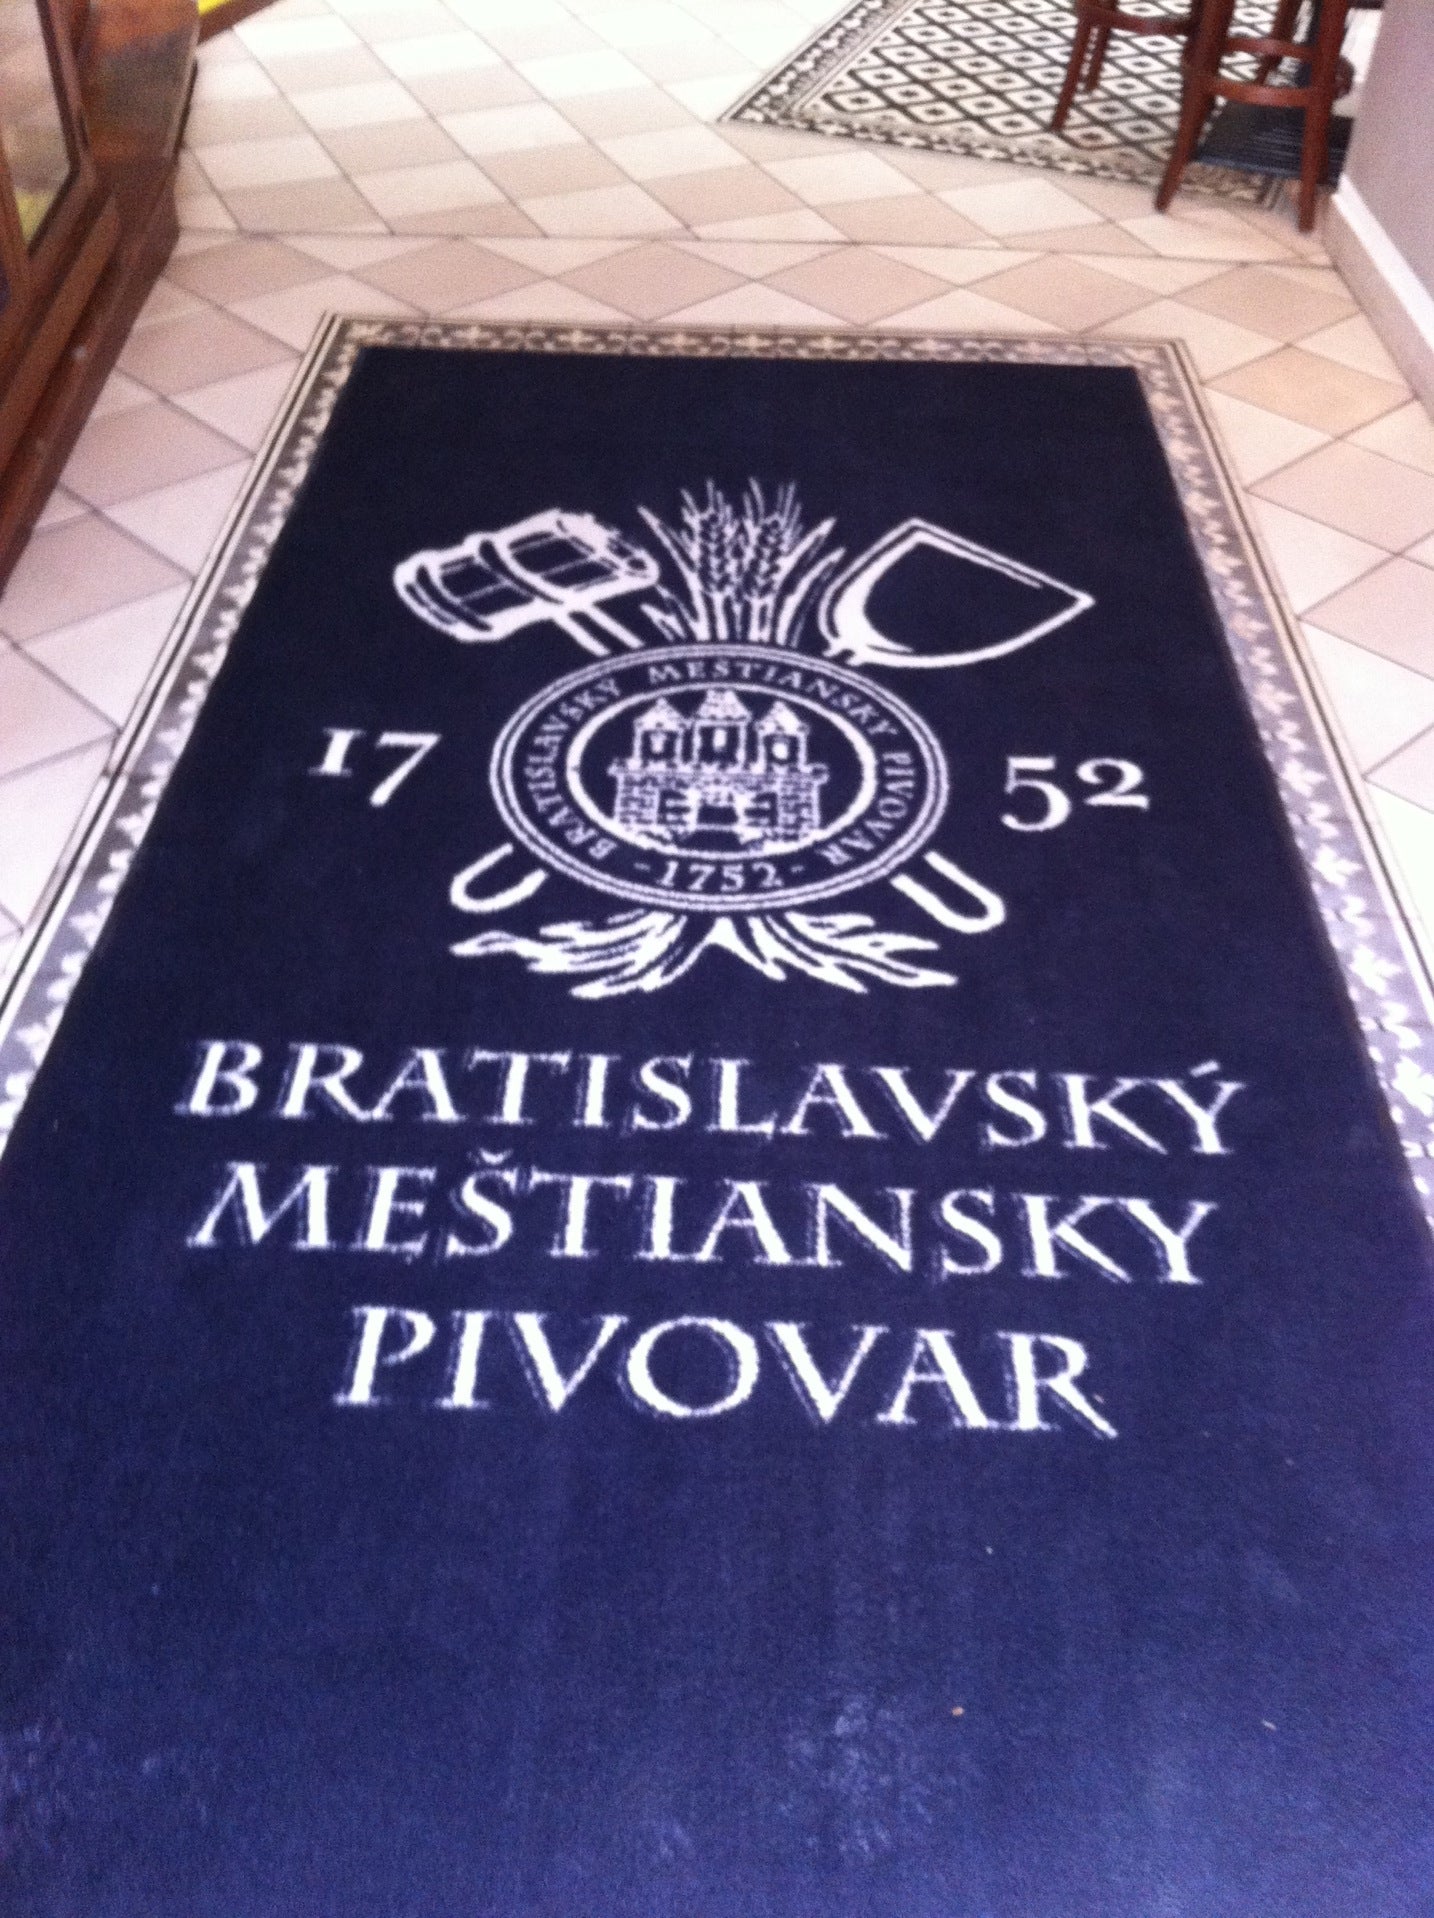 BRATISLAVSKÝ MEŠTIANSKY PIVOVAR
17 52
- 1752 -
BRATISLAVSKÝ
MEŠTIANSKY
PIVOVAR